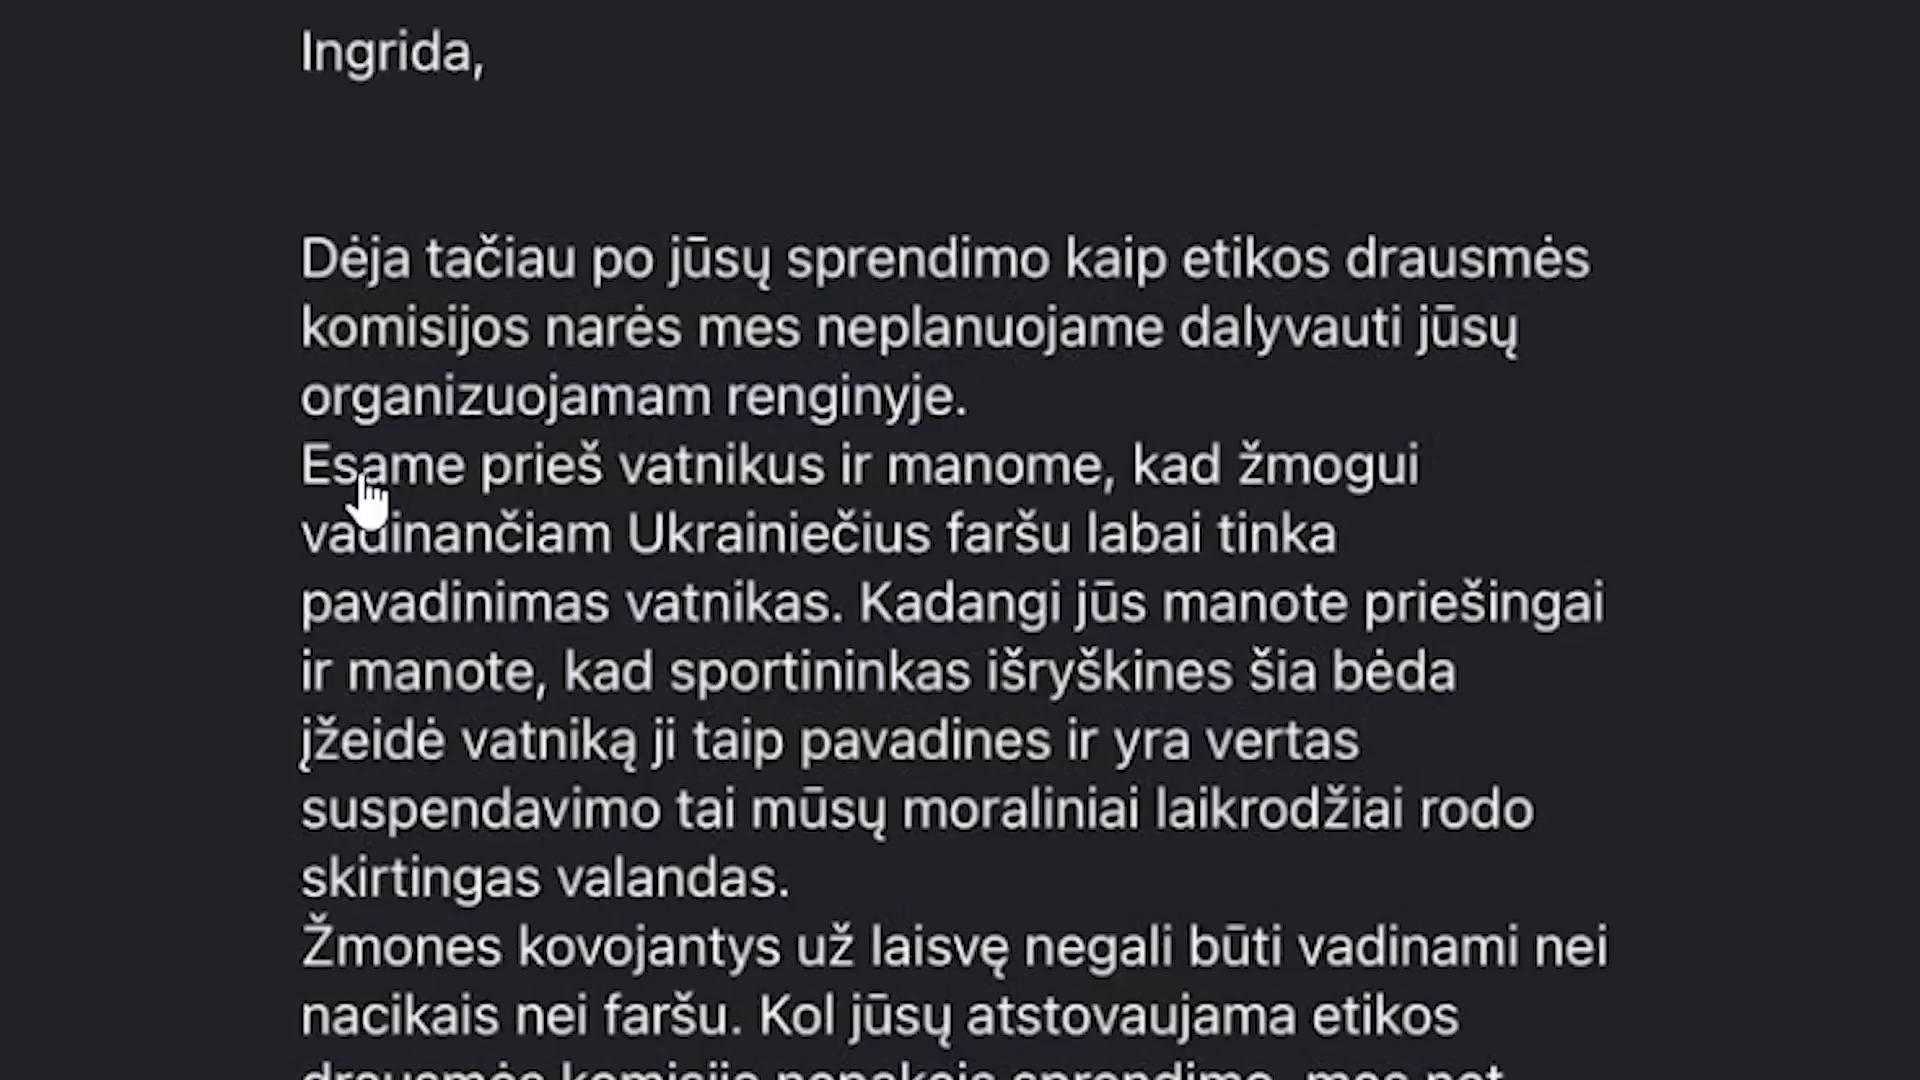 Ingrida,
Dėja tačiau po jūsų sprendimo kaip etikos drausmės
komisijos narės mes neplanuojame dalyvauti jūsų
organizuojamam renginyje.
Esame prieš vatnikus ir manome, kad žmogui
vadinančiam Ukrainiečius faršu labai tinka
pavadinimas vatnikas. Kadangi jūs manote priešingai
ir manote, kad sportininkas išryškines šia bėda
įžeidė vatniką ji taip pavadines ir yra vertas
suspendavimo tai mūsų moraliniai laikrodžiai rodo
skirtingas valandas.
Žmones kovojantys už laisvę negali būti vadinami nei
nacikais nei faršu. Kol jūsų atstovaujama etikos